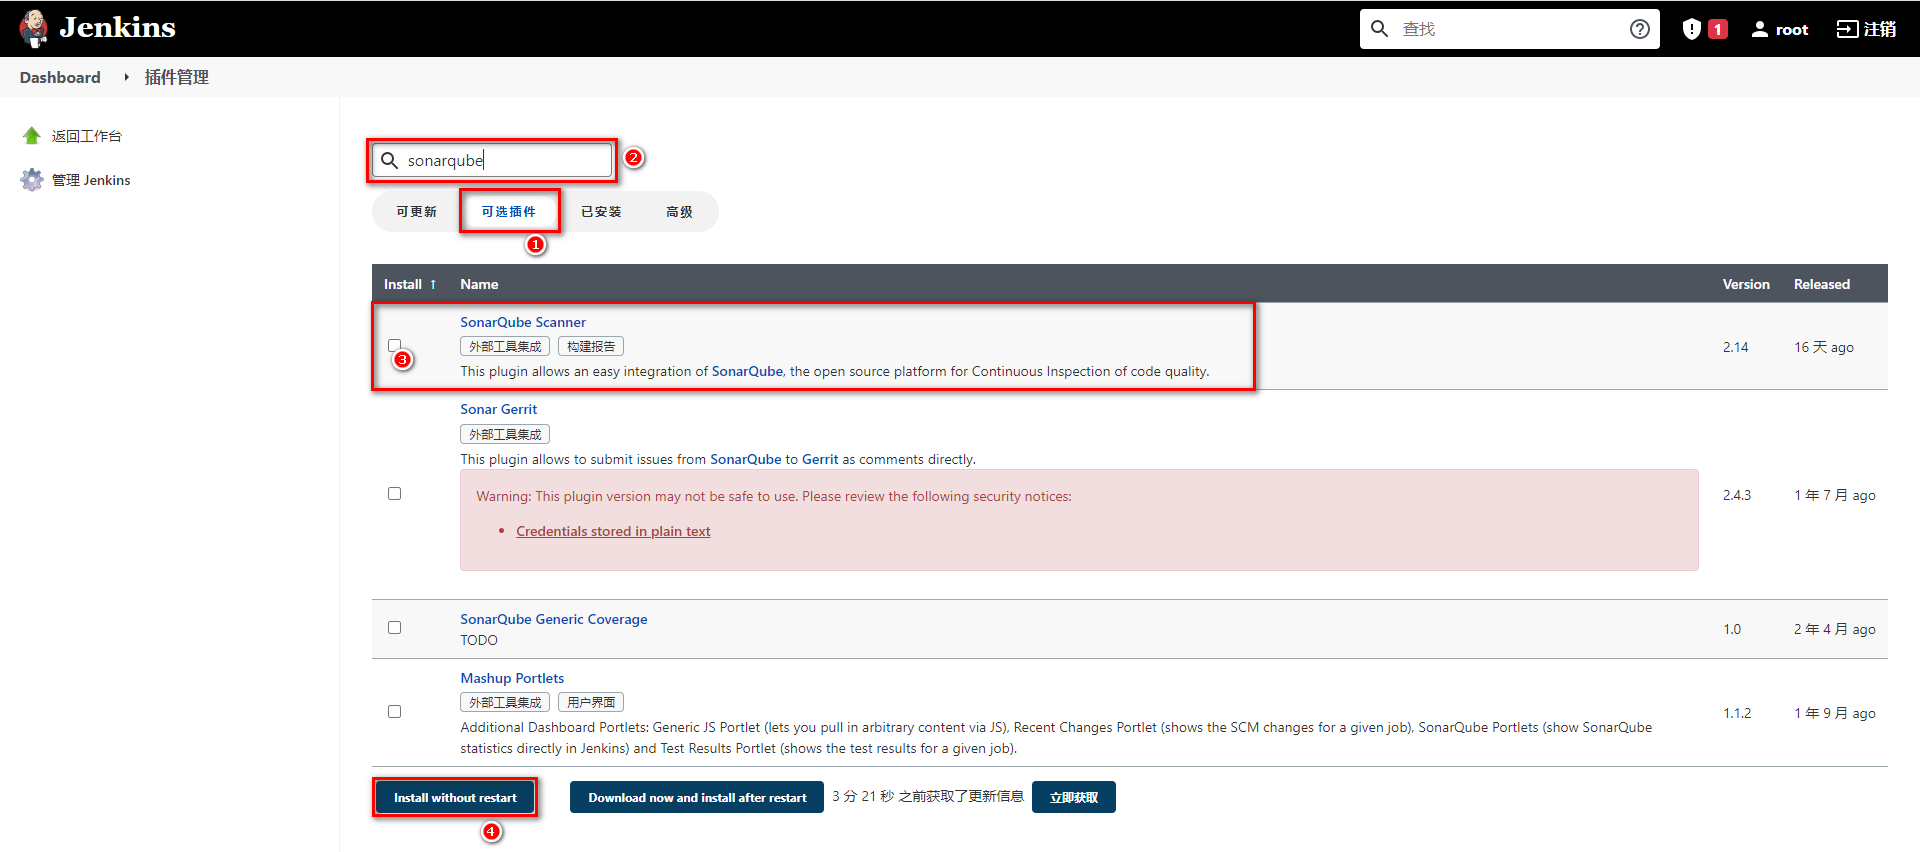 Jenkins
查找
1
root
注销
Dashboard
插件管理
返回工作台
管理 Jenkins
sonarqube
2
可更新
可选插件
已安装
高级
1
Install ↑
Name
Version
Released
SonarQube Scanner
外部工具集成
构建报告
3
This plugin allows an easy integration of SonarQube, the open source platform for Continuous Inspection of code quality.
2.14
16 天 ago
Sonar Gerrit
外部工具集成
This plugin allows to submit issues from SonarQube to Gerrit as comments directly.
Warning: This plugin version may not be safe to use. Please review the following security notices:
• Credentials stored in plain text
2.4.3
1 年 7 月 ago
SonarQube Generic Coverage
TODO
1.0
2 年 4 月 ago
Mashup Portlets
外部工具集成
用户界面
Additional Dashboard Portlets: Generic JS Portlet (lets you pull in arbitrary content via JS), Recent Changes Portlet (shows the SCM changes for a given job), SonarQube Portlets (show SonarQube
statistics directly in Jenkins) and Test Results Portlet (shows the test results for a given job).
1.1.2
1 年 9 月 ago
Install without restart
Download now and install after restart
3 分 21 秒 之前获取了更新信息
立即获取
4